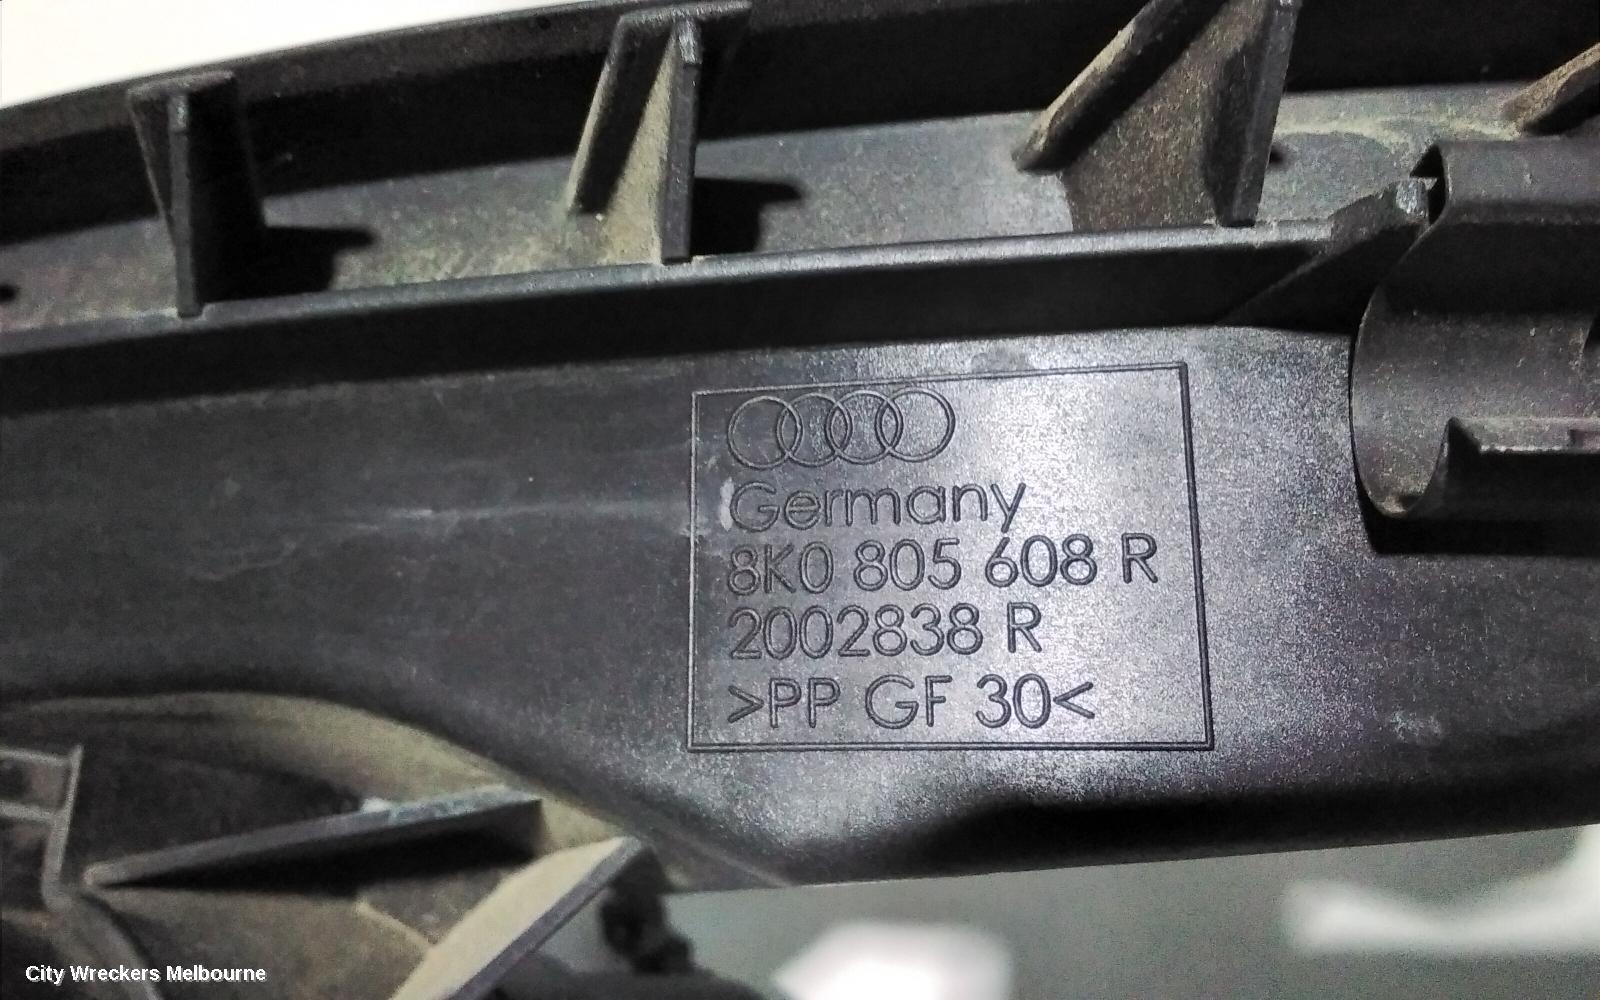 Germany
8K0 805 608 R
2002838 R
>PP GF 30<
City Wreckers Melbourne